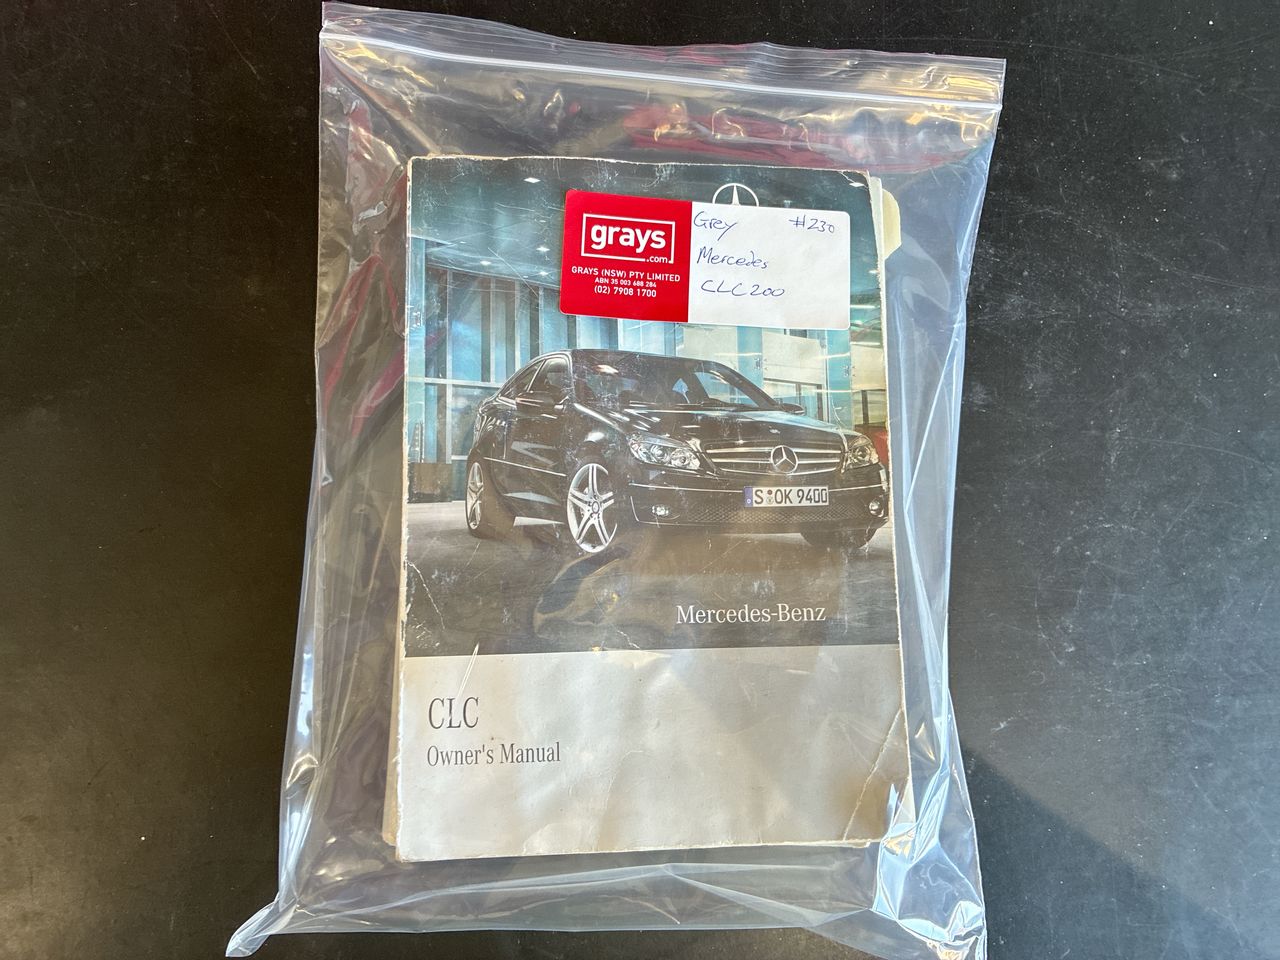 grays
.com
GRAYS (NSW) PTY LIMITED
ABN 35 003 688 284
(02) 7908 1700
Grey #230
Mercedes
CLC200
S OK 9400
Mercedes-Benz
CLC
Owner's Manual